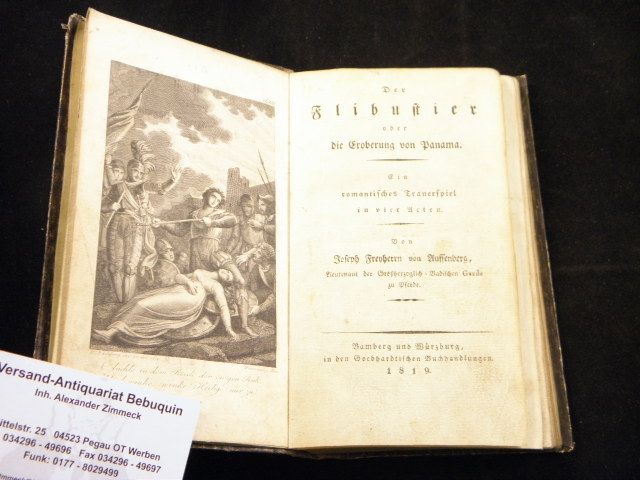 Der
Flibustier
oder
die Eroberung von Panama.
Ein
romantisches Trauerspiel
in vier Acten.
Von
Joseph Freyherrn von Auffenberg,
Lieutenant der Großherzoglich-Badischen Garde
zu Pferde.
Bamberg und Würzburg,
in den Goebhardtischen Buchhandlungen.
1819.
Versand-Antiquariat Bebuquin
Inh. Alexander Zimmeck
ittelstr. 25 04523 Pegau OT Werben
034296 - 49696 Fax 034296 - 49697
Funk: 0177 - 8029499